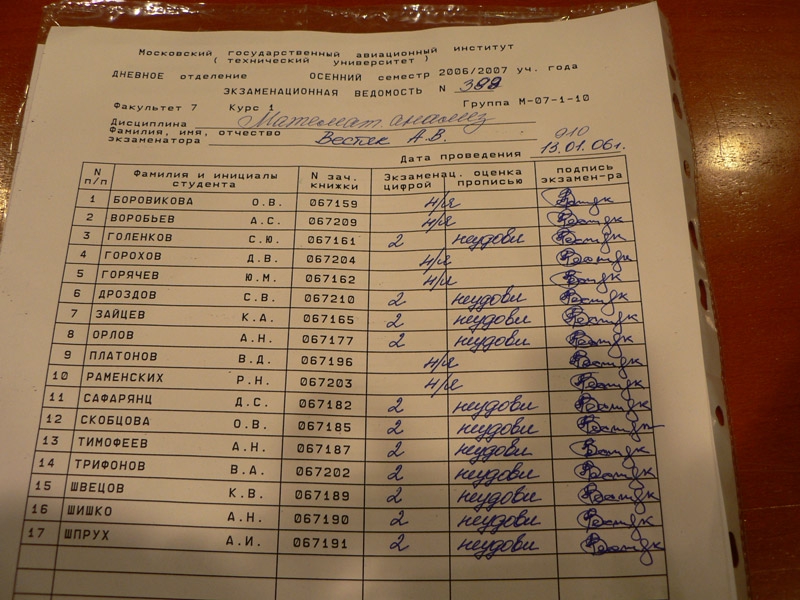 Московский государственный авиационный институт
( технический университет )
ДНЕВНОЕ отделение ОСЕННИЙ семестр 2006/2007 уч. года
ЭКЗАМЕНАЦИОННАЯ ВЕДОМОСТЬ N 388
Факультет 7 Курс 1 Группа М-07-1-10
Дисциплина Математ. анализ
Фамилия, имя, отчество
экзаменатора Вестяк А.В.
Дата проведения 13.01.06г.
N п/п Фамилия и инициалы студента N зач. книжки Экзаменац. оценка цифрой прописью подпись экзамен-ра
1 БОРОВИКОВА О.В. 067159 н/я
2 ВОРОБЬЕВ А.С. 067209 н/я
3 ГОЛЕНКОВ С.Ю. 067161 2 неудовл
4 ГОРОХОВ Д.В. 067204 н/я
5 ГОРЯЧЕВ Ю.М. 067162 н/я
6 ДРОЗДОВ С.В. 067210 2 неудовл
7 ЗАЙЦЕВ К.А. 067165 2 неудовл
8 ОРЛОВ А.Н. 067177 2 неудовл
9 ПЛАТОНОВ В.Д. 067196 н/я
10 РАМЕНСКИХ Р.Н. 067203 н/я
11 САФАРЯНЦ Д.С. 067182 2 неудовл
12 СКОБЦОВА О.В. 067185 2 неудовл
13 ТИМОФЕЕВ А.Н. 067187 2 неудовл
14 ТРИФОНОВ В.А. 067202 2 неудовл
15 ШВЕЦОВ К.В. 067189 2 неудовл
16 ШИШКО А.Н. 067190 2 неудовл
17 ШПРУХ А.И. 067191 2 неудовл